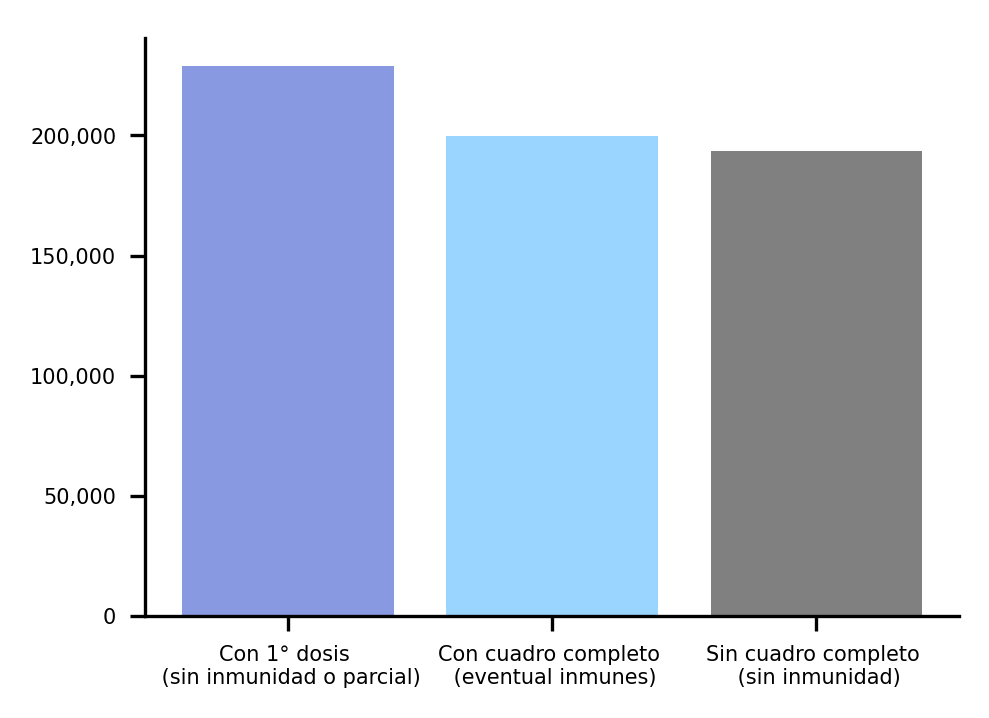 200,000
150,000
100,000
50,000
0
Con 1° dosis
(sin inmunidad o parcial)
Con cuadro completo
(eventual inmunes)
Sin cuadro completo
(sin inmunidad)